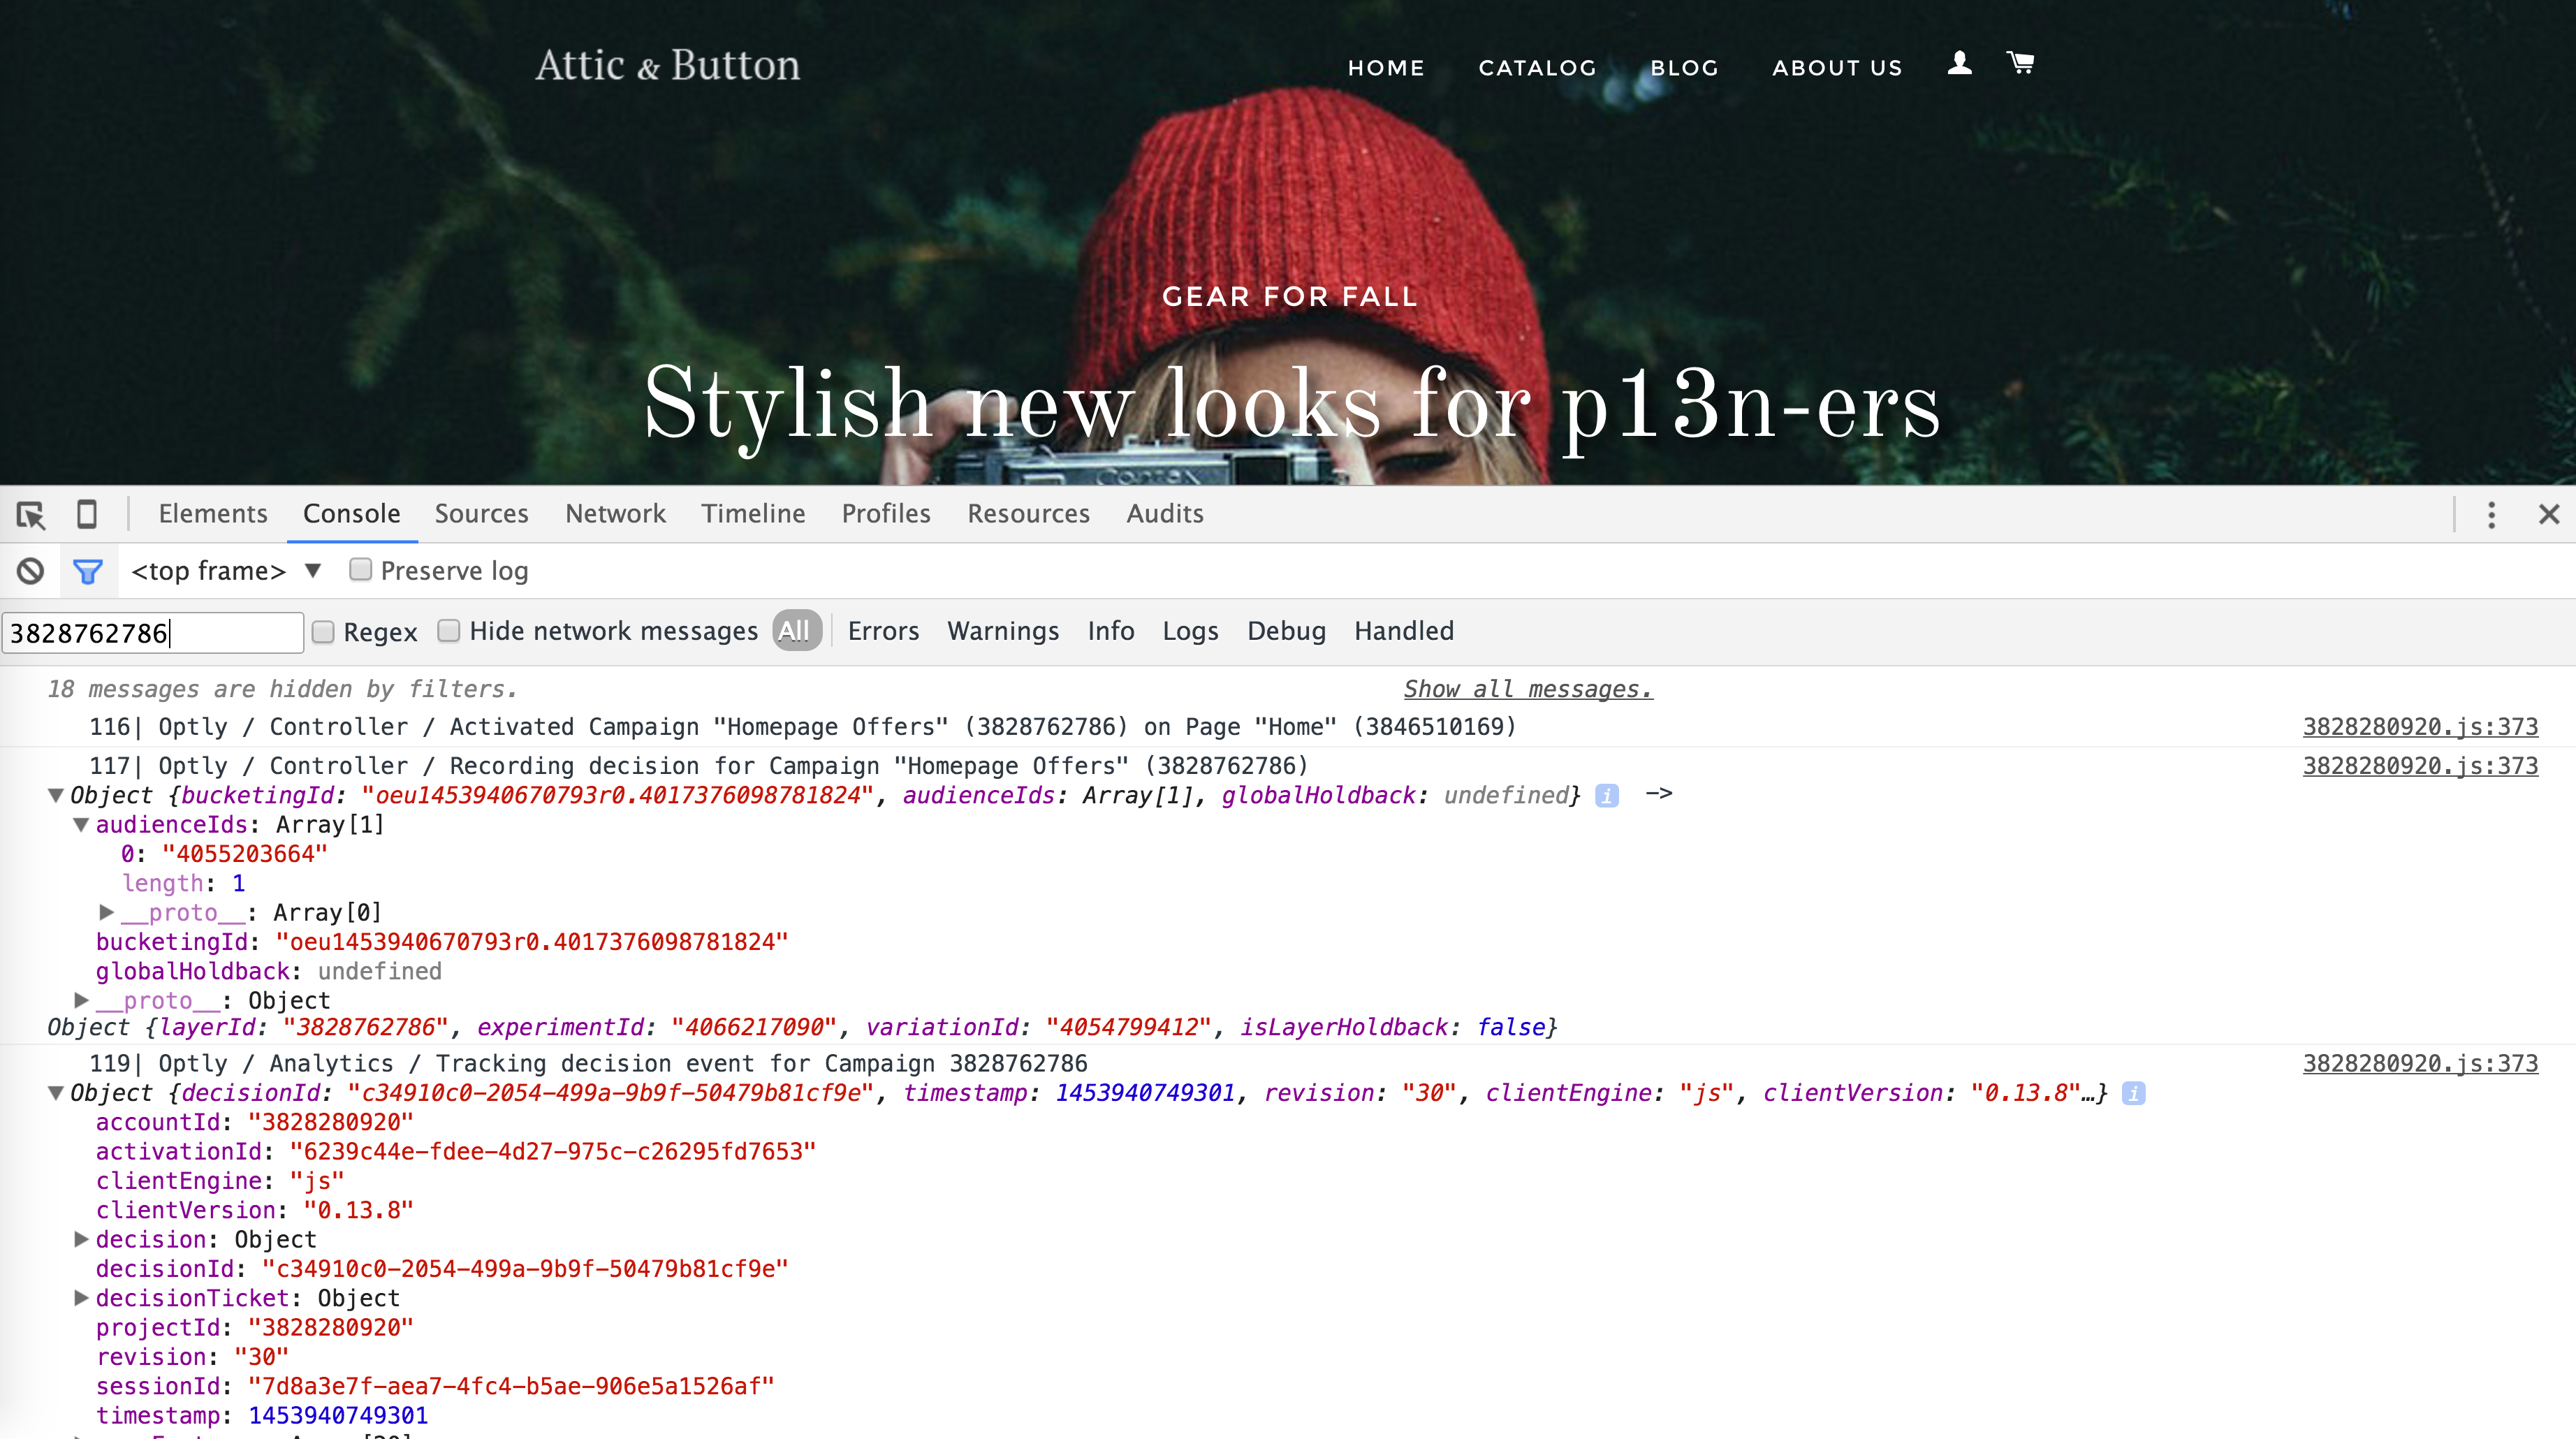 Attic & Button
HOME CATALOG BLOG ABOUT US
GEAR FOR FALL
Stylish new looks for p13n-ers
Contax
Elements Console Sources Network Timeline Profiles Resources Audits
<top frame> ▼ Preserve log
3828762786 Regex Hide network messages All Errors Warnings Info Logs Debug Handled
18 messages are hidden by filters. Show all messages.
116| Optly / Controller / Activated Campaign "Homepage Offers" (3828762786) on Page "Home" (3846510169) 3828280920.js:373
117| Optly / Controller / Recording decision for Campaign "Homepage Offers" (3828762786) 3828280920.js:373
▼Object {bucketingId: "oeu1453940670793r0.4017376098781824", audienceIds: Array[1], globalHoldback: undefined} i ->
▼audienceIds: Array[1]
0: "4055203664"
length: 1
▶__proto__: Array[0]
bucketingId: "oeu1453940670793r0.4017376098781824"
globalHoldback: undefined
▶__proto__: Object
Object {layerId: "3828762786", experimentId: "4066217090", variationId: "4054799412", isLayerHoldback: false}
119| Optly / Analytics / Tracking decision event for Campaign 3828762786 3828280920.js:373
▼Object {decisionId: "c34910c0-2054-499a-9b9f-50479b81cf9e", timestamp: 1453940749301, revision: "30", clientEngine: "js", clientVersion: "0.13.8"…} i
accountId: "3828280920"
activationId: "6239c44e-fdee-4d27-975c-c26295fd7653"
clientEngine: "js"
clientVersion: "0.13.8"
▶decision: Object
decisionId: "c34910c0-2054-499a-9b9f-50479b81cf9e"
▶decisionTicket: Object
projectId: "3828280920"
revision: "30"
sessionId: "7d8a3e7f-aea7-4fc4-b5ae-906e5a1526af"
timestamp: 1453940749301